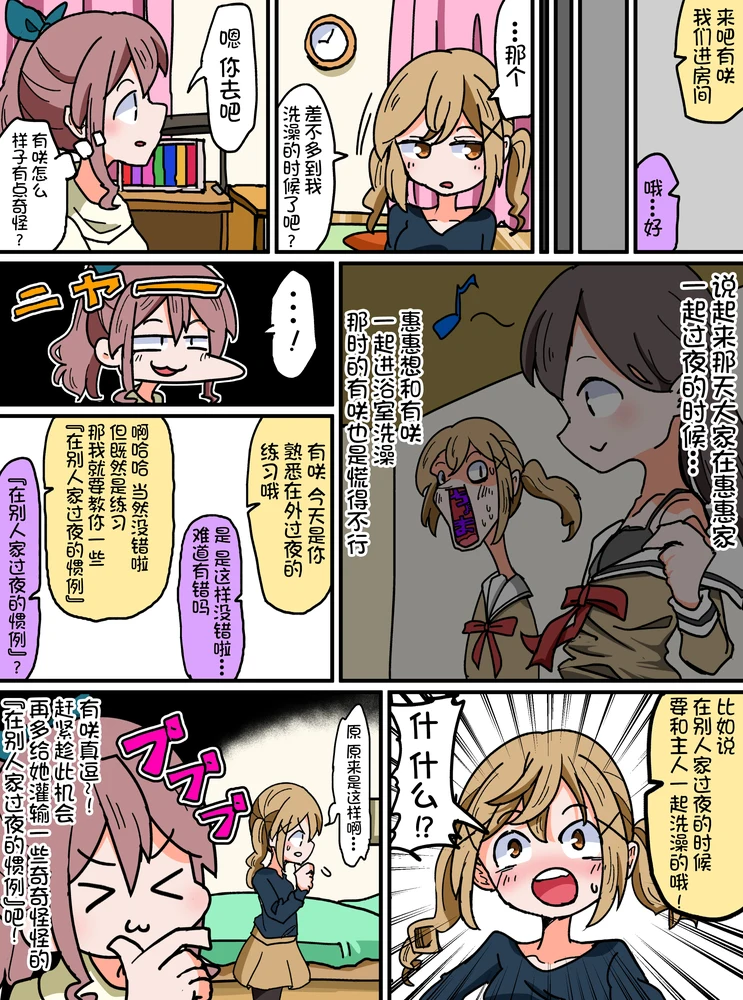 来吧有咲
我们进房间
哦…好
…那个
差不多到我
洗澡的时候了吧？
嗯 你去吧
有咲怎么
样子有点奇怪？
说起来那天大家在惠惠家
一起过夜的时候…
惠惠想和有咲
一起进浴室洗澡
那时的有咲也是慌得不行
…！
ニヤーー
有咲 今天是你
熟悉在外过夜的
练习哦
是 是这样没错啦…
难道有错吗
啊哈哈 当然没错啦
但既然是练习
那我就要教你一些
『在别人家过夜的惯例』
『在别人家过夜的惯例』？
比如说
在别人家过夜的时候
要和主人一起洗澡的哦！
什 什么!?
原 原来是这样啊…
ププププ
有咲真逗～！
赶紧趁此机会
再多给她灌输一些奇奇怪怪的
『在别人家过夜的惯例』吧！